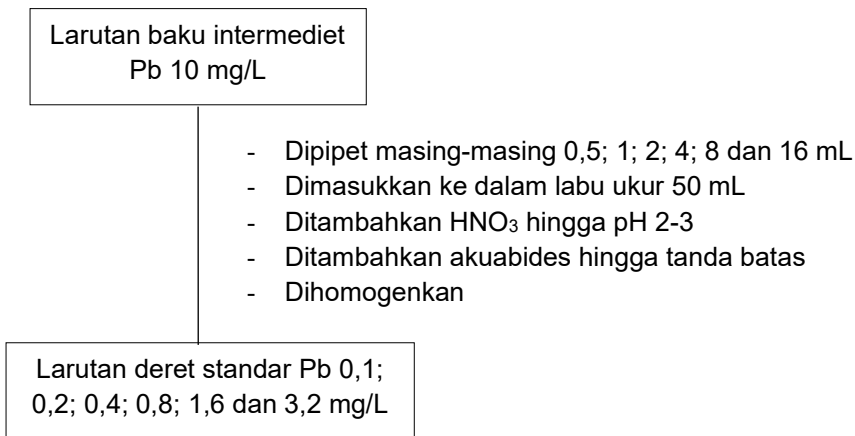 Larutan baku intermediet
Pb 10 mg/L
- Dipipet masing-masing 0,5; 1; 2; 4; 8 dan 16 mL
- Dimasukkan ke dalam labu ukur 50 mL
- Ditambahkan HNO₃ hingga pH 2-3
- Ditambahkan akuabides hingga tanda batas
- Dihomogenkan
Larutan deret standar Pb 0,1;
0,2; 0,4; 0,8; 1,6 dan 3,2 mg/L